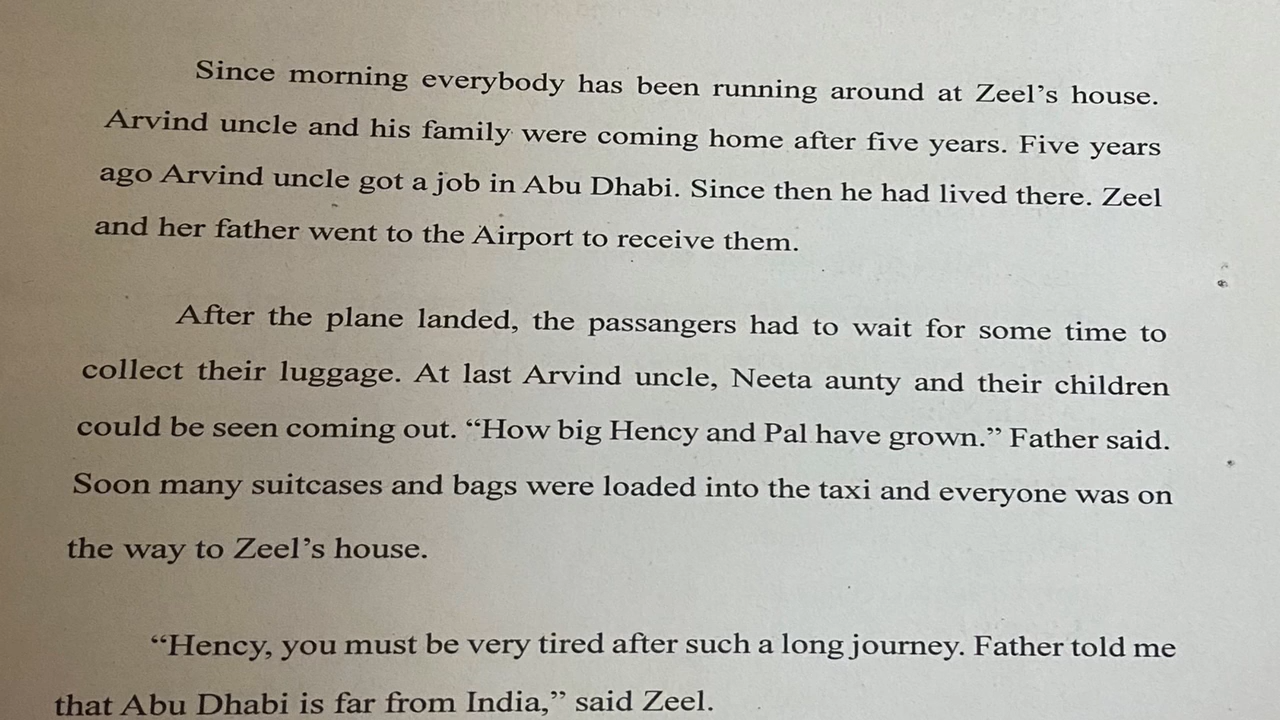 Since morning everybody has been running around at Zeel’s house.
Arvind uncle and his family were coming home after five years. Five years
ago Arvind uncle got a job in Abu Dhabi. Since then he had lived there. Zeel
and her father went to the Airport to receive them.
After the plane landed, the passangers had to wait for some time to
collect their luggage. At last Arvind uncle, Neeta aunty and their children
could be seen coming out. “How big Hency and Pal have grown.” Father said.
Soon many suitcases and bags were loaded into the taxi and everyone was on
the way to Zeel’s house.
“Hency, you must be very tired after such a long journey. Father told me
that Abu Dhabi is far from India,” said Zeel.